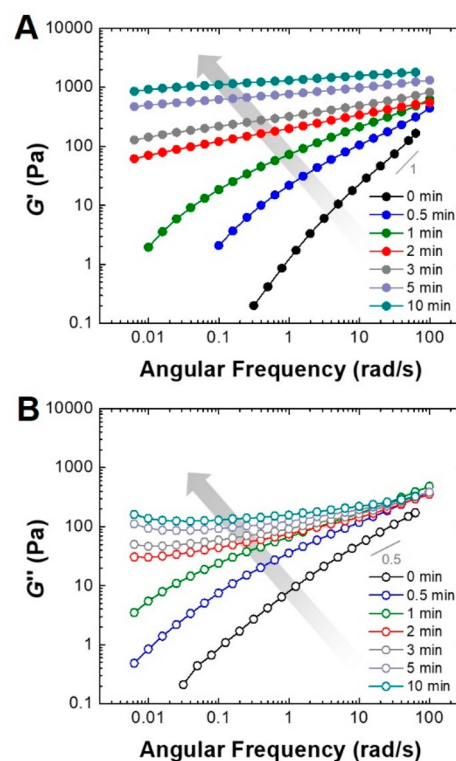 A
10000
1000
100
10
1
0.1
G' (Pa)
1
0 min
0.5 min
1 min
2 min
3 min
5 min
10 min
0.01 0.1 1 10 100
Angular Frequency (rad/s)
B
10000
1000
100
10
1
0.1
G" (Pa)
0.5
0 min
0.5 min
1 min
2 min
3 min
5 min
10 min
0.01 0.1 1 10 100
Angular Frequency (rad/s)